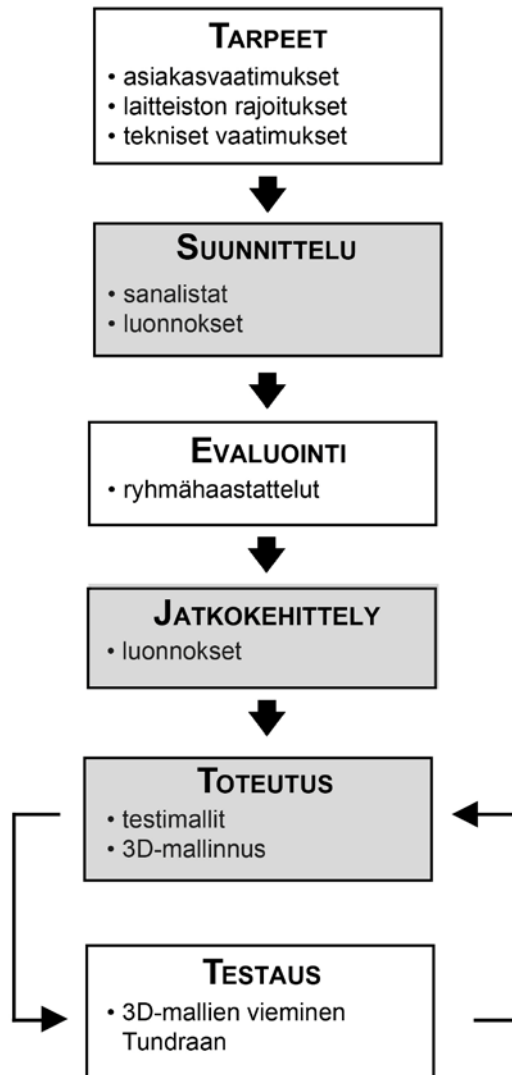 TARPEET
• asiakasvaatimukset
• laitteiston rajoitukset
• tekniset vaatimukset
SUUNNITTELU
• sanalistat
• luonnokset
EVALUOINTI
• ryhmähaastattelut
JATKOKEHITTELY
• luonnokset
TOTEUTUS
• testimallit
• 3D-mallinnus
TESTAUS
• 3D-mallien vieminen
Tundraan